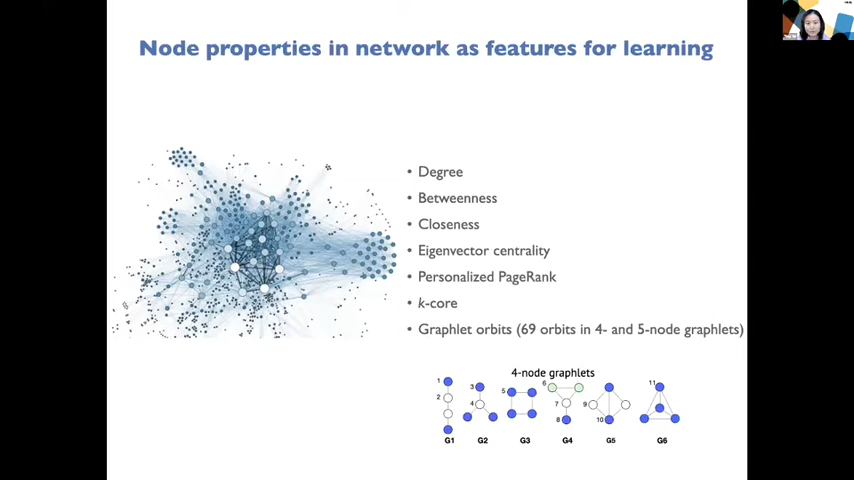 Node properties in network as features for learning
• Degree
• Betweenness
• Closeness
• Eigenvector centrality
• Personalized PageRank
• k-core
• Graphlet orbits (69 orbits in 4- and 5-node graphlets)
4-node graphlets
1
2
3
4
5
6
7
8
9
10
11
G1
G2
G3
G4
G5
G6